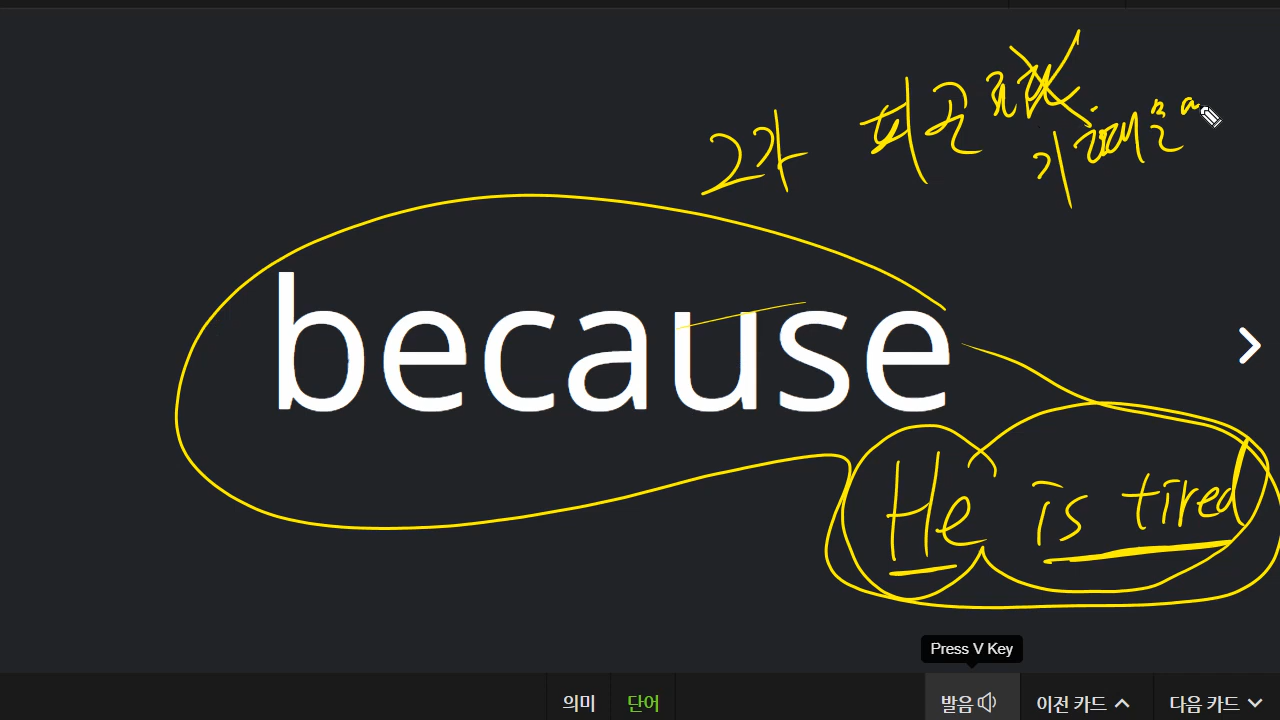 그가 피곤하
기 때문에
because
He is tired
Press V Key
의미 단어 발음 이전 카드 다음 카드